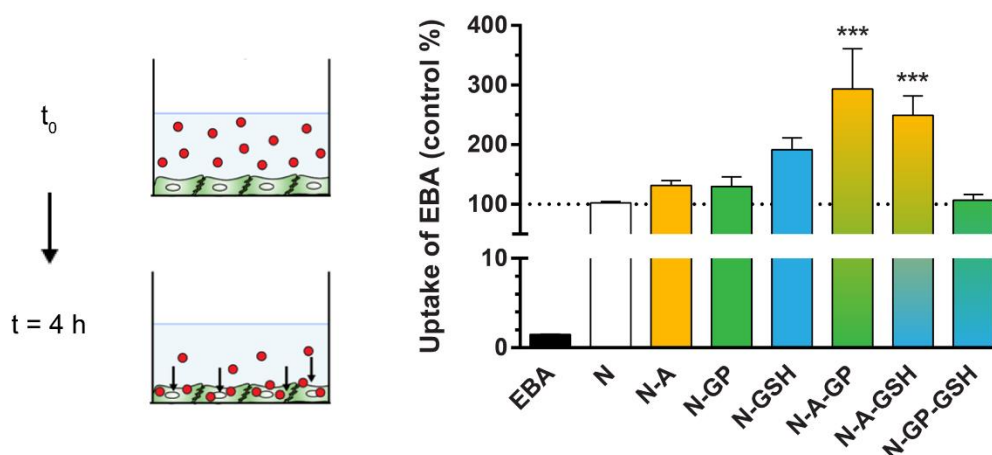 t0
t = 4 h
Uptake of EBA (control %)
400
300
200
100
10
0
***
***
EBA
N
N-A
N-GP
N-GSH
N-A-GP
N-A-GSH
N-GP-GSH